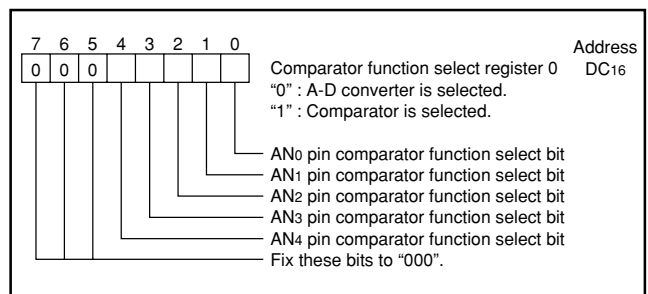 7 6 5 4 3 2 1 0 Address
0 0 0 Comparator function select register 0 DC16
“0” : A-D converter is selected.
“1” : Comparator is selected.
AN0 pin comparator function select bit
AN1 pin comparator function select bit
AN2 pin comparator function select bit
AN3 pin comparator function select bit
AN4 pin comparator function select bit
Fix these bits to “000”.